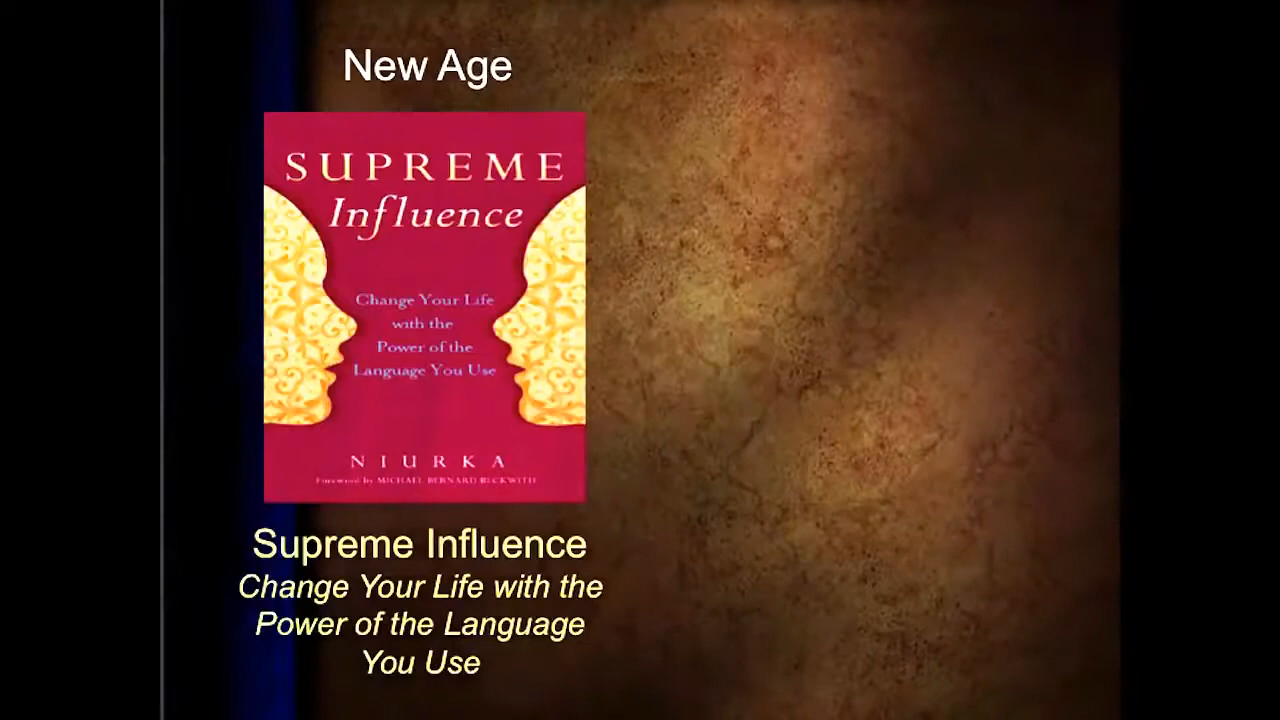 New Age
SUPREME
Influence
Change Your Life
with the
Power of the
Language You Use
NIURKA
Foreword by MICHAEL BERNARD BECKWITH
Supreme Influence
Change Your Life with the
Power of the Language
You Use